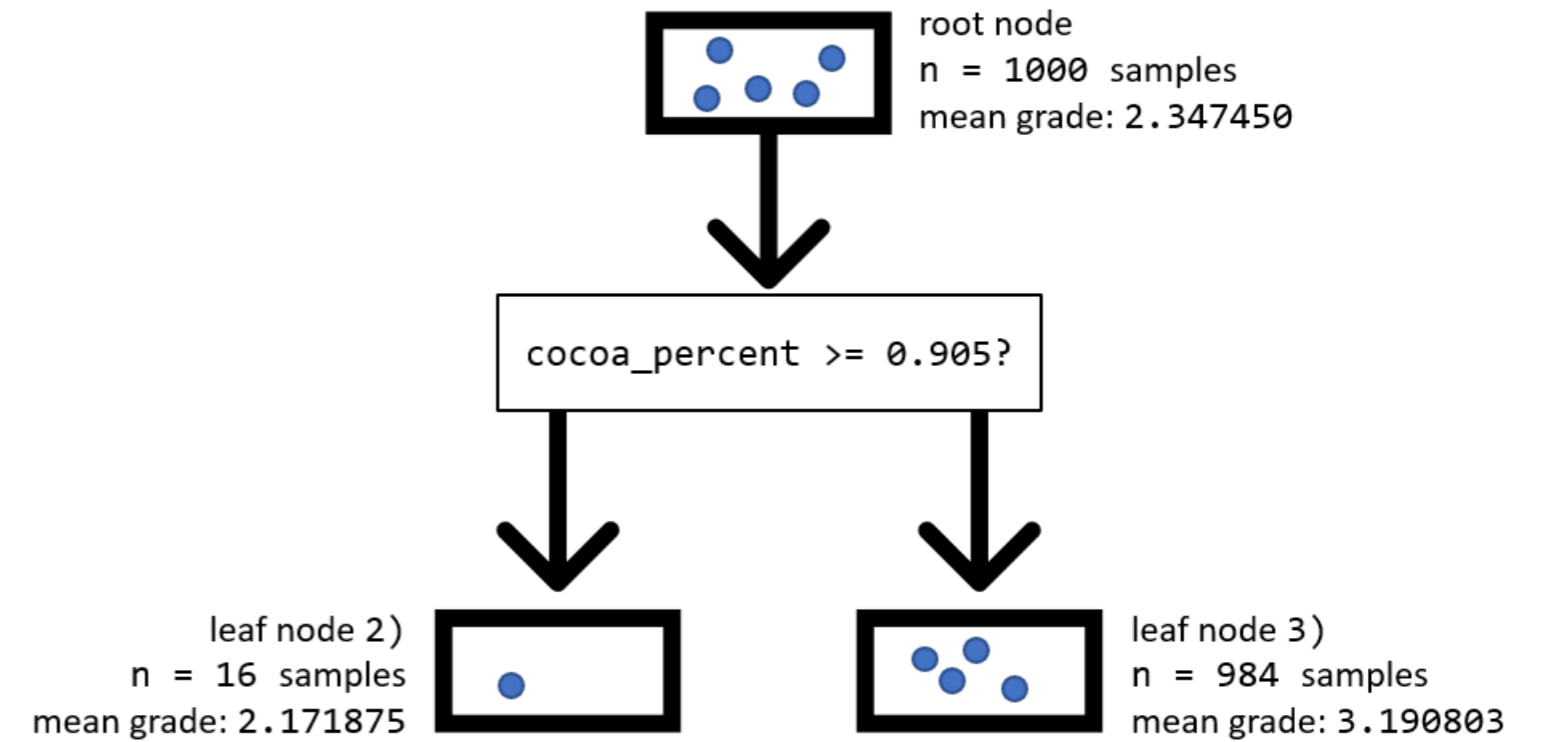 root node
n = 1000 samples
mean grade: 2.347450
cocoa_percent >= 0.905?
leaf node 2)
n = 16 samples
mean grade: 2.171875
leaf node 3)
n = 984 samples
mean grade: 3.190803